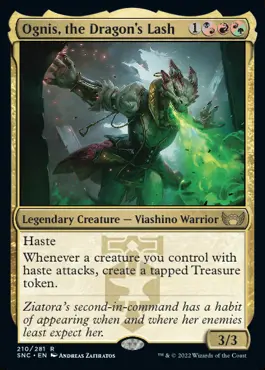 Ognis, the Dragon's Lash 1
Legendary Creature — Viashino Warrior
Haste
Whenever a creature you control with
haste attacks, create a tapped Treasure
token.
Ziatora's second-in-command has a habit
of appearing when and where her enemies
least expect her.
3/3
210/281 R
SNC • EN Andreas Zafiratos
™ & © 2022 Wizards of the Coast